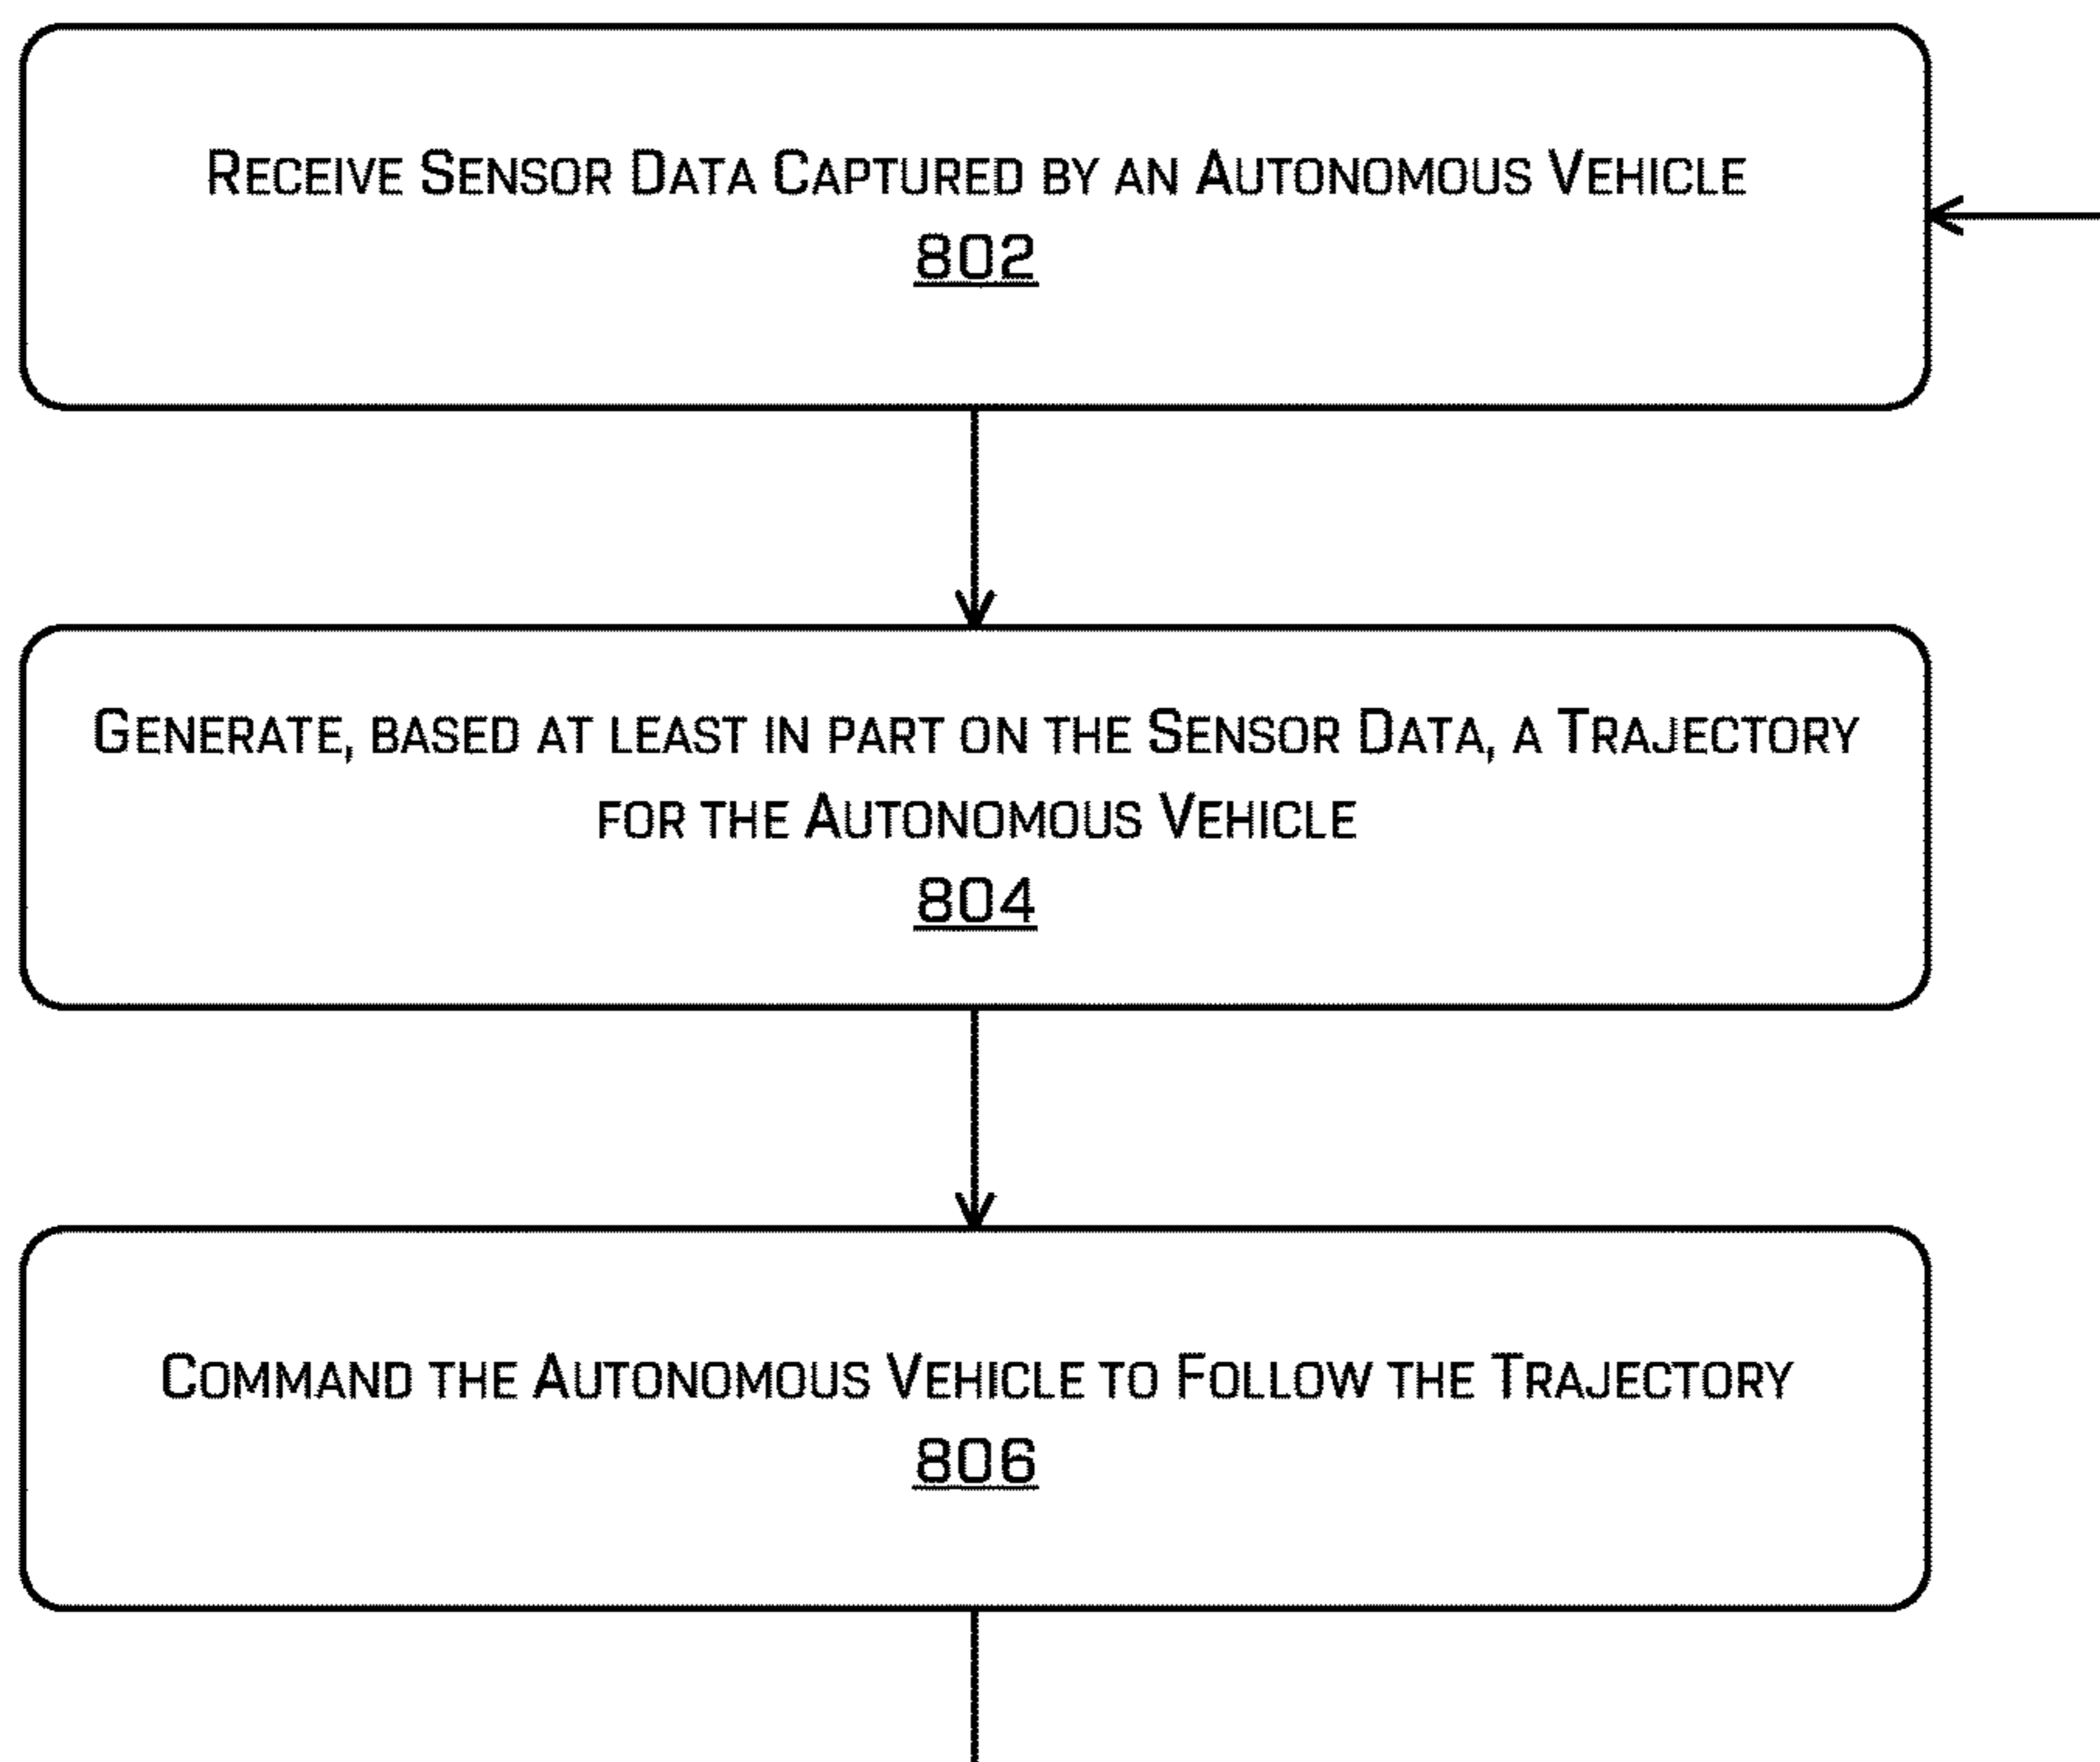 Receive Sensor Data Captured by an Autonomous Vehicle
802
Generate, based at least in part on the Sensor Data, a Trajectory
for the Autonomous Vehicle
804
Command the Autonomous Vehicle to Follow the Trajectory
806